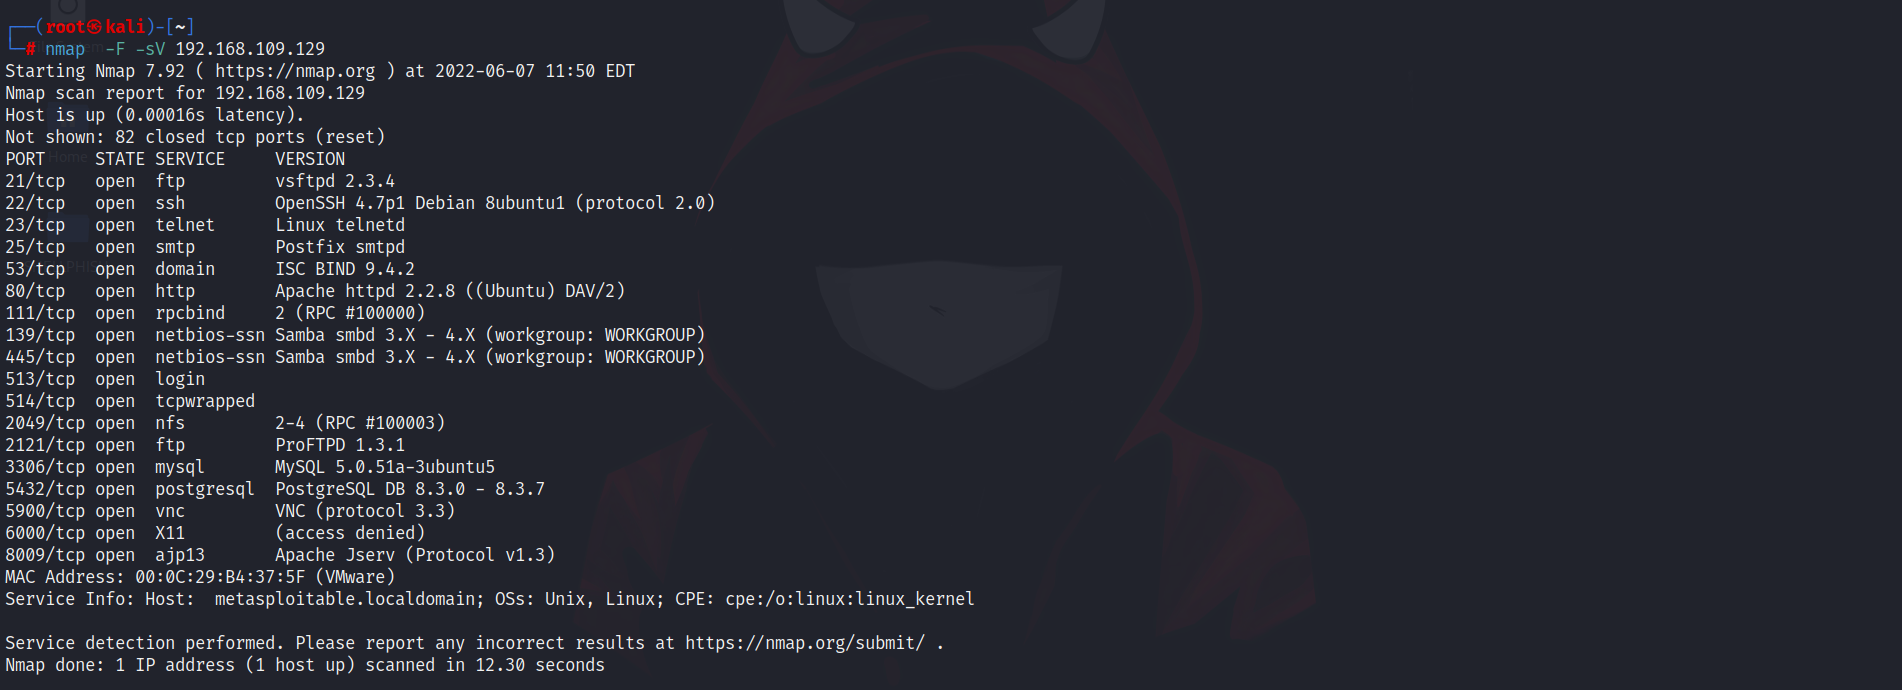 ┌──(root㉿kali)-[~]
└─# nmap -F -sV 192.168.109.129
Starting Nmap 7.92 ( https://nmap.org ) at 2022-06-07 11:50 EDT
Nmap scan report for 192.168.109.129
Host is up (0.00016s latency).
Not shown: 82 closed tcp ports (reset)
PORT     STATE SERVICE     VERSION
21/tcp   open  ftp         vsftpd 2.3.4
22/tcp   open  ssh         OpenSSH 4.7p1 Debian 8ubuntu1 (protocol 2.0)
23/tcp   open  telnet      Linux telnetd
25/tcp   open  smtp        Postfix smtpd
53/tcp   open  domain      ISC BIND 9.4.2
80/tcp   open  http        Apache httpd 2.2.8 ((Ubuntu) DAV/2)
111/tcp  open  rpcbind     2 (RPC #100000)
139/tcp  open  netbios-ssn Samba smbd 3.X - 4.X (workgroup: WORKGROUP)
445/tcp  open  netbios-ssn Samba smbd 3.X - 4.X (workgroup: WORKGROUP)
513/tcp  open  login
514/tcp  open  tcpwrapped
2049/tcp open  nfs         2-4 (RPC #100003)
2121/tcp open  ftp         ProFTPD 1.3.1
3306/tcp open  mysql       MySQL 5.0.51a-3ubuntu5
5432/tcp open  postgresql  PostgreSQL DB 8.3.0 - 8.3.7
5900/tcp open  vnc         VNC (protocol 3.3)
6000/tcp open  X11         (access denied)
8009/tcp open  ajp13       Apache Jserv (Protocol v1.3)
MAC Address: 00:0C:29:B4:37:5F (VMware)
Service Info: Host:  metasploitable.localdomain; OSs: Unix, Linux; CPE: cpe:/o:linux:linux_kernel

Service detection performed. Please report any incorrect results at https://nmap.org/submit/ .
Nmap done: 1 IP address (1 host up) scanned in 12.30 seconds